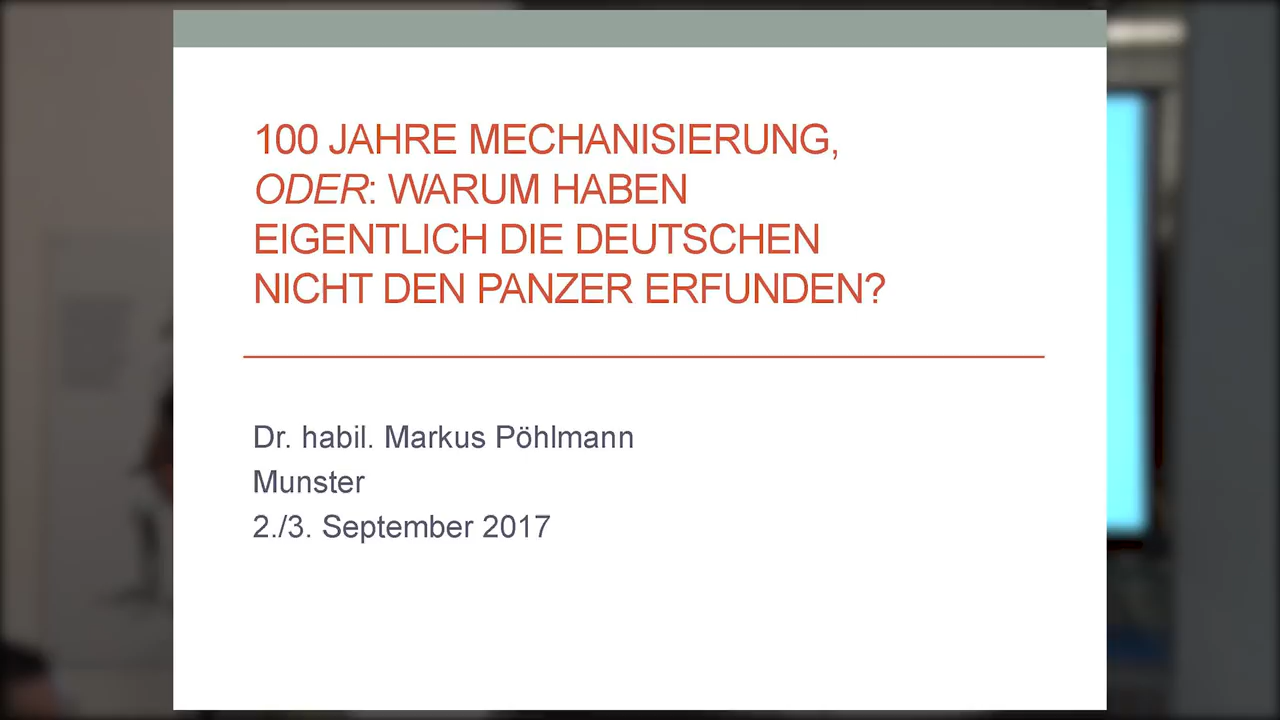 100 JAHRE MECHANISIERUNG,
ODER: WARUM HABEN
EIGENTLICH DIE DEUTSCHEN
NICHT DEN PANZER ERFUNDEN?
Dr. habil. Markus Pöhlmann
Munster
2./3. September 2017